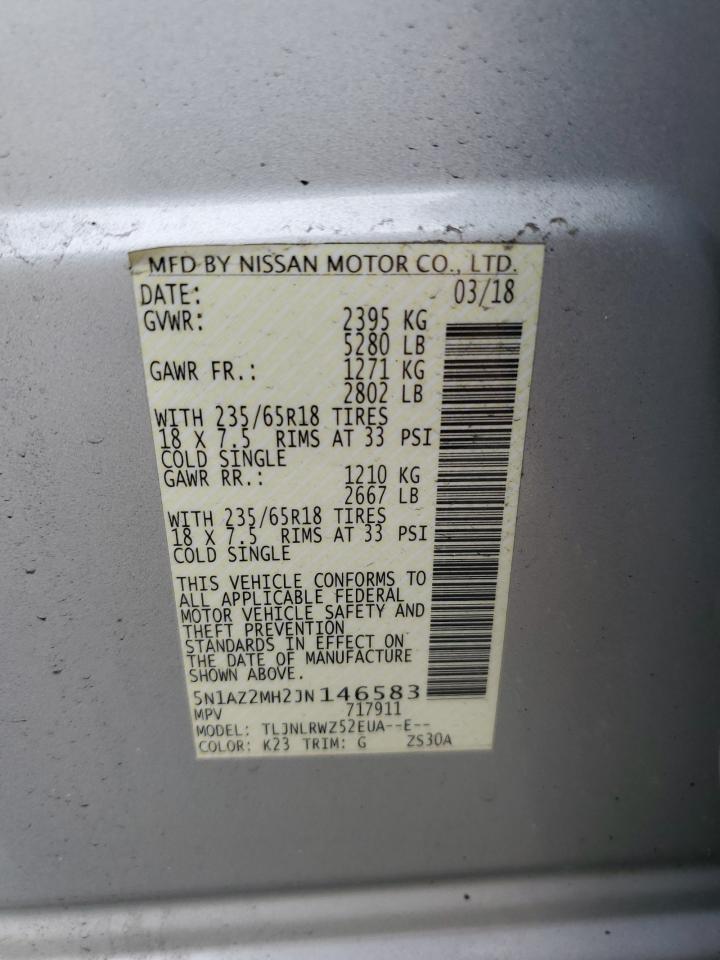 MFD BY NISSAN MOTOR CO., LTD.
DATE: 03/18
GVWR: 2395 KG
5280 LB
GAWR FR.: 1271 KG
2802 LB
WITH 235/65R18 TIRES
18 X 7.5 RIMS AT 33 PSI
COLD SINGLE
GAWR RR.: 1210 KG
2667 LB
WITH 235/65R18 TIRES
18 X 7.5 RIMS AT 33 PSI
COLD SINGLE
THIS VEHICLE CONFORMS TO
ALL APPLICABLE FEDERAL
MOTOR VEHICLE SAFETY AND
THEFT PREVENTION
STANDARDS IN EFFECT ON
THE DATE OF MANUFACTURE
SHOWN ABOVE.
5N1AZ2MH2JN146583
MPV 717911
MODEL: TLJNLRWZ52EUA--E--
COLOR: K23 TRIM: G ZS30A